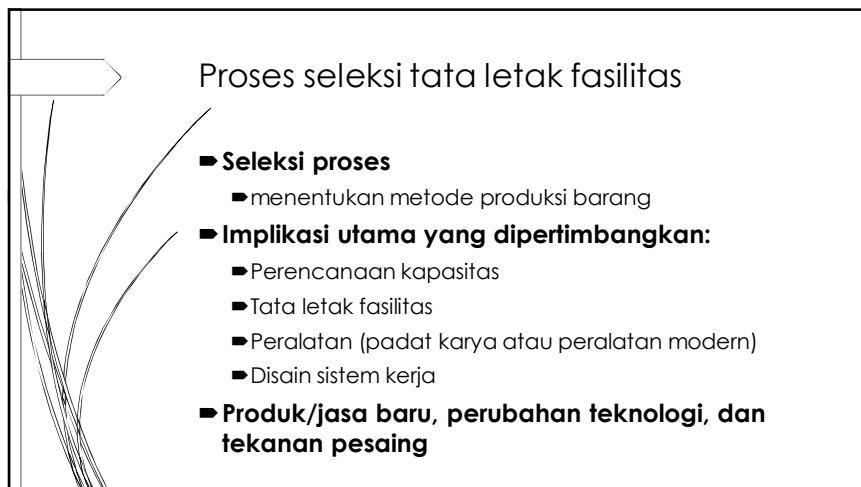 Proses seleksi tata letak fasilitas
Seleksi proses
menentukan metode produksi barang
Implikasi utama yang dipertimbangkan:
Perencanaan kapasitas
Tata letak fasilitas
Peralatan (padat karya atau peralatan modern)
Disain sistem kerja
Produk/jasa baru, perubahan teknologi, dan
tekanan pesaing